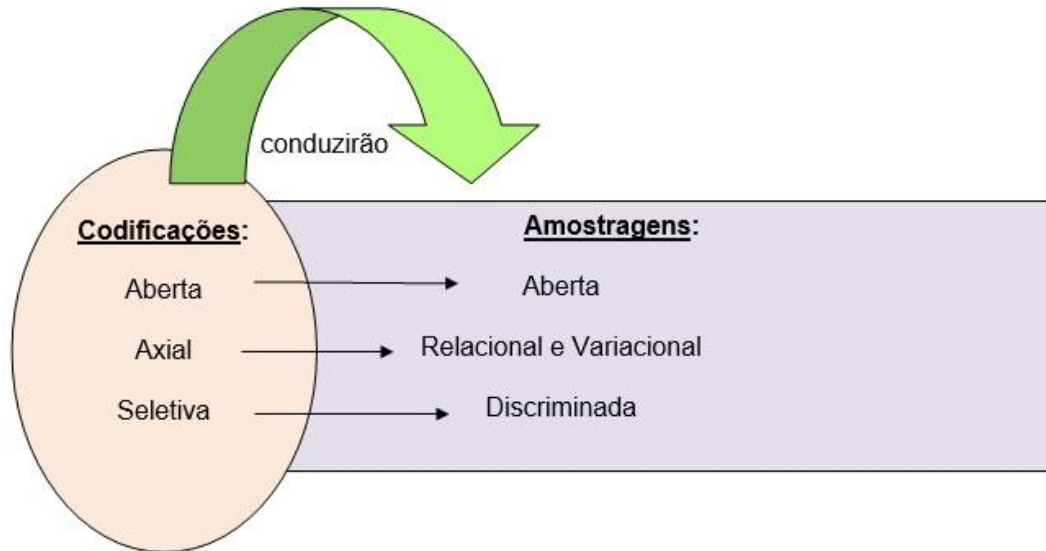 conduzirão
Codificações: Amostragens:
Aberta Aberta
Axial Relacional e Variacional
Seletiva Discriminada